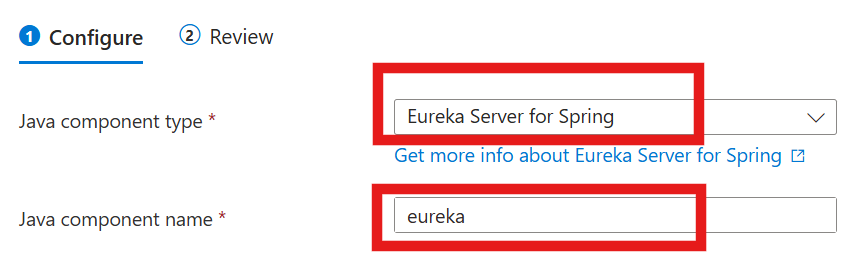 1 Configure 2 Review
Java component type * Eureka Server for Spring
Get more info about Eureka Server for Spring
Java component name * eureka